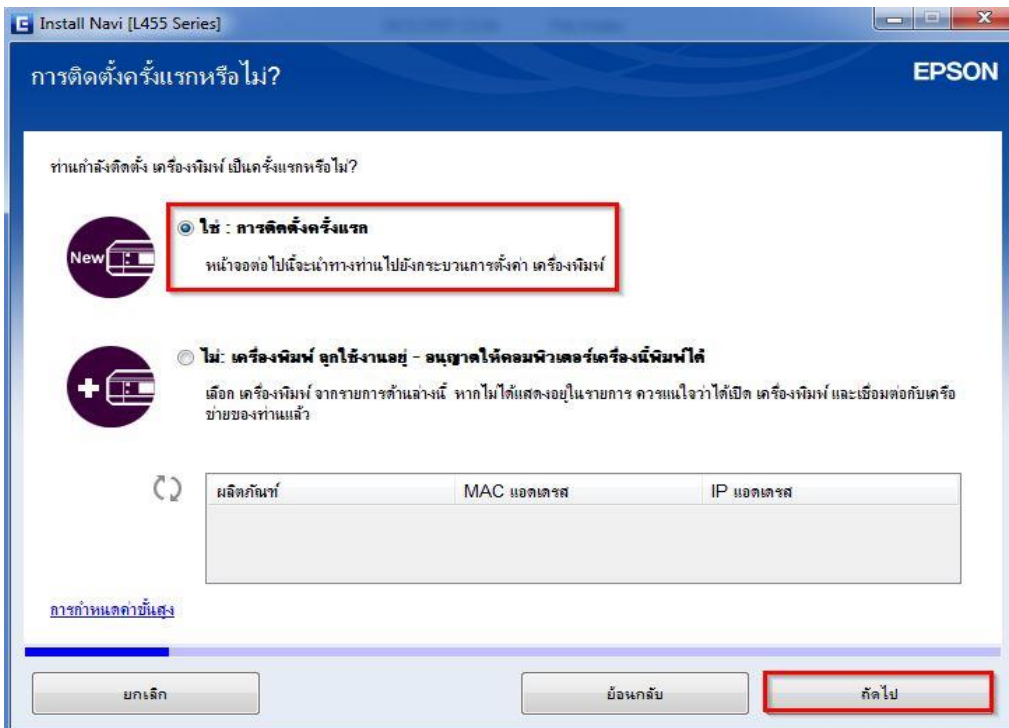 Install Navi [L455 Series]
การติดตั้งครั้งแรกหรือไม่?
EPSON
ท่านกำลังติดตั้ง เครื่องพิมพ์ เป็นครั้งแรกหรือไม่?
ใช่ : การติดตั้งครั้งแรก
New
หน้าจอต่อไปนี้จะนำทางท่านไปยังกระบวนการตั้งค่า เครื่องพิมพ์
ไม่: เครื่องพิมพ์ ถูกใช้งานอยู่ - อนุญาตให้คอมพิวเตอร์เครื่องนี้พิมพ์ได้
เลือก เครื่องพิมพ์ จากรายการด้านล่างนี้ หากไม่ได้แสดงอยู่ในรายการ ควรแน่ใจว่าได้เปิด เครื่องพิมพ์ และเชื่อมต่อกับเครือ
ข่ายของท่านแล้ว
ผลิตภัณฑ์ MAC แอดเดรส IP แอดเดรส
การกำหนดค่าขั้นสูง
ยกเลิก ย้อนกลับ ถัดไป